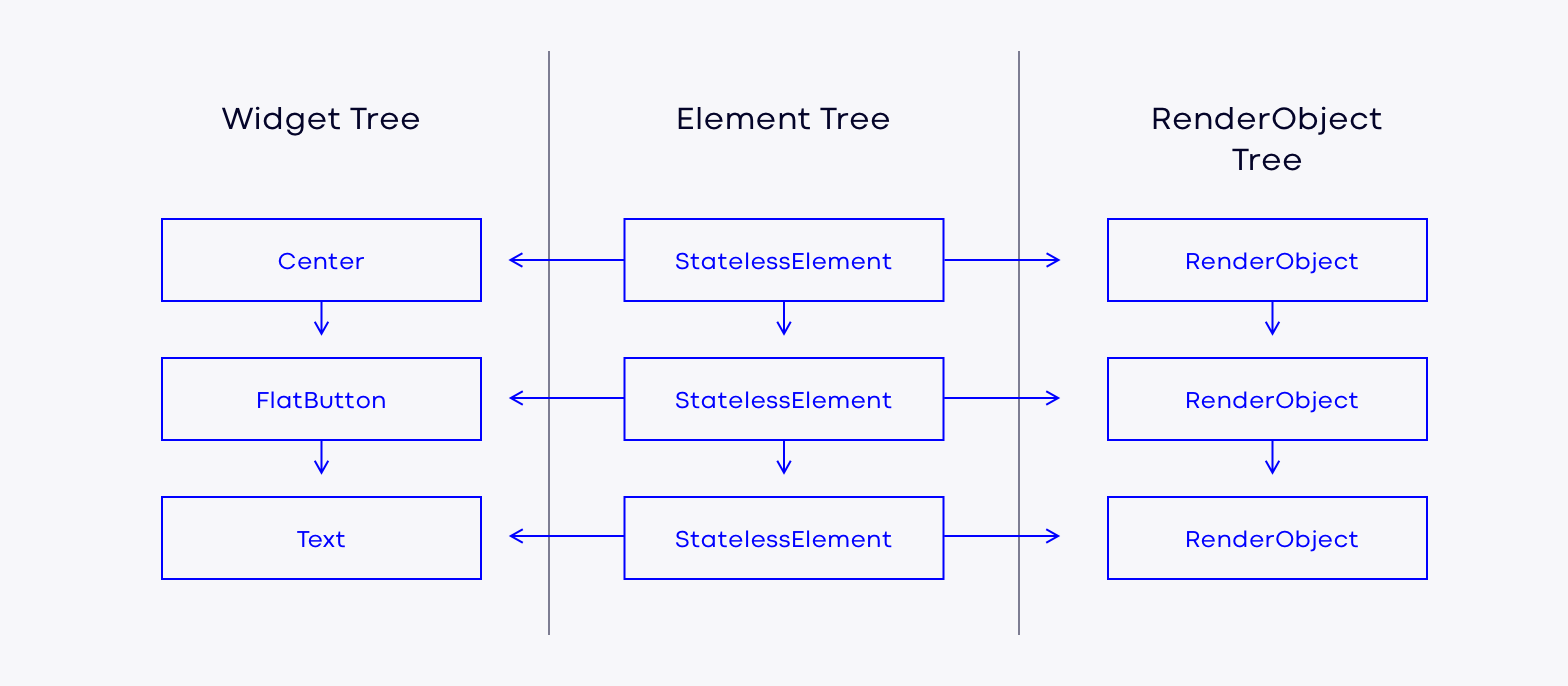 Widget Tree
Element Tree
RenderObject
Tree
Center
StatelessElement
RenderObject
FlatButton
StatelessElement
RenderObject
Text
StatelessElement
RenderObject